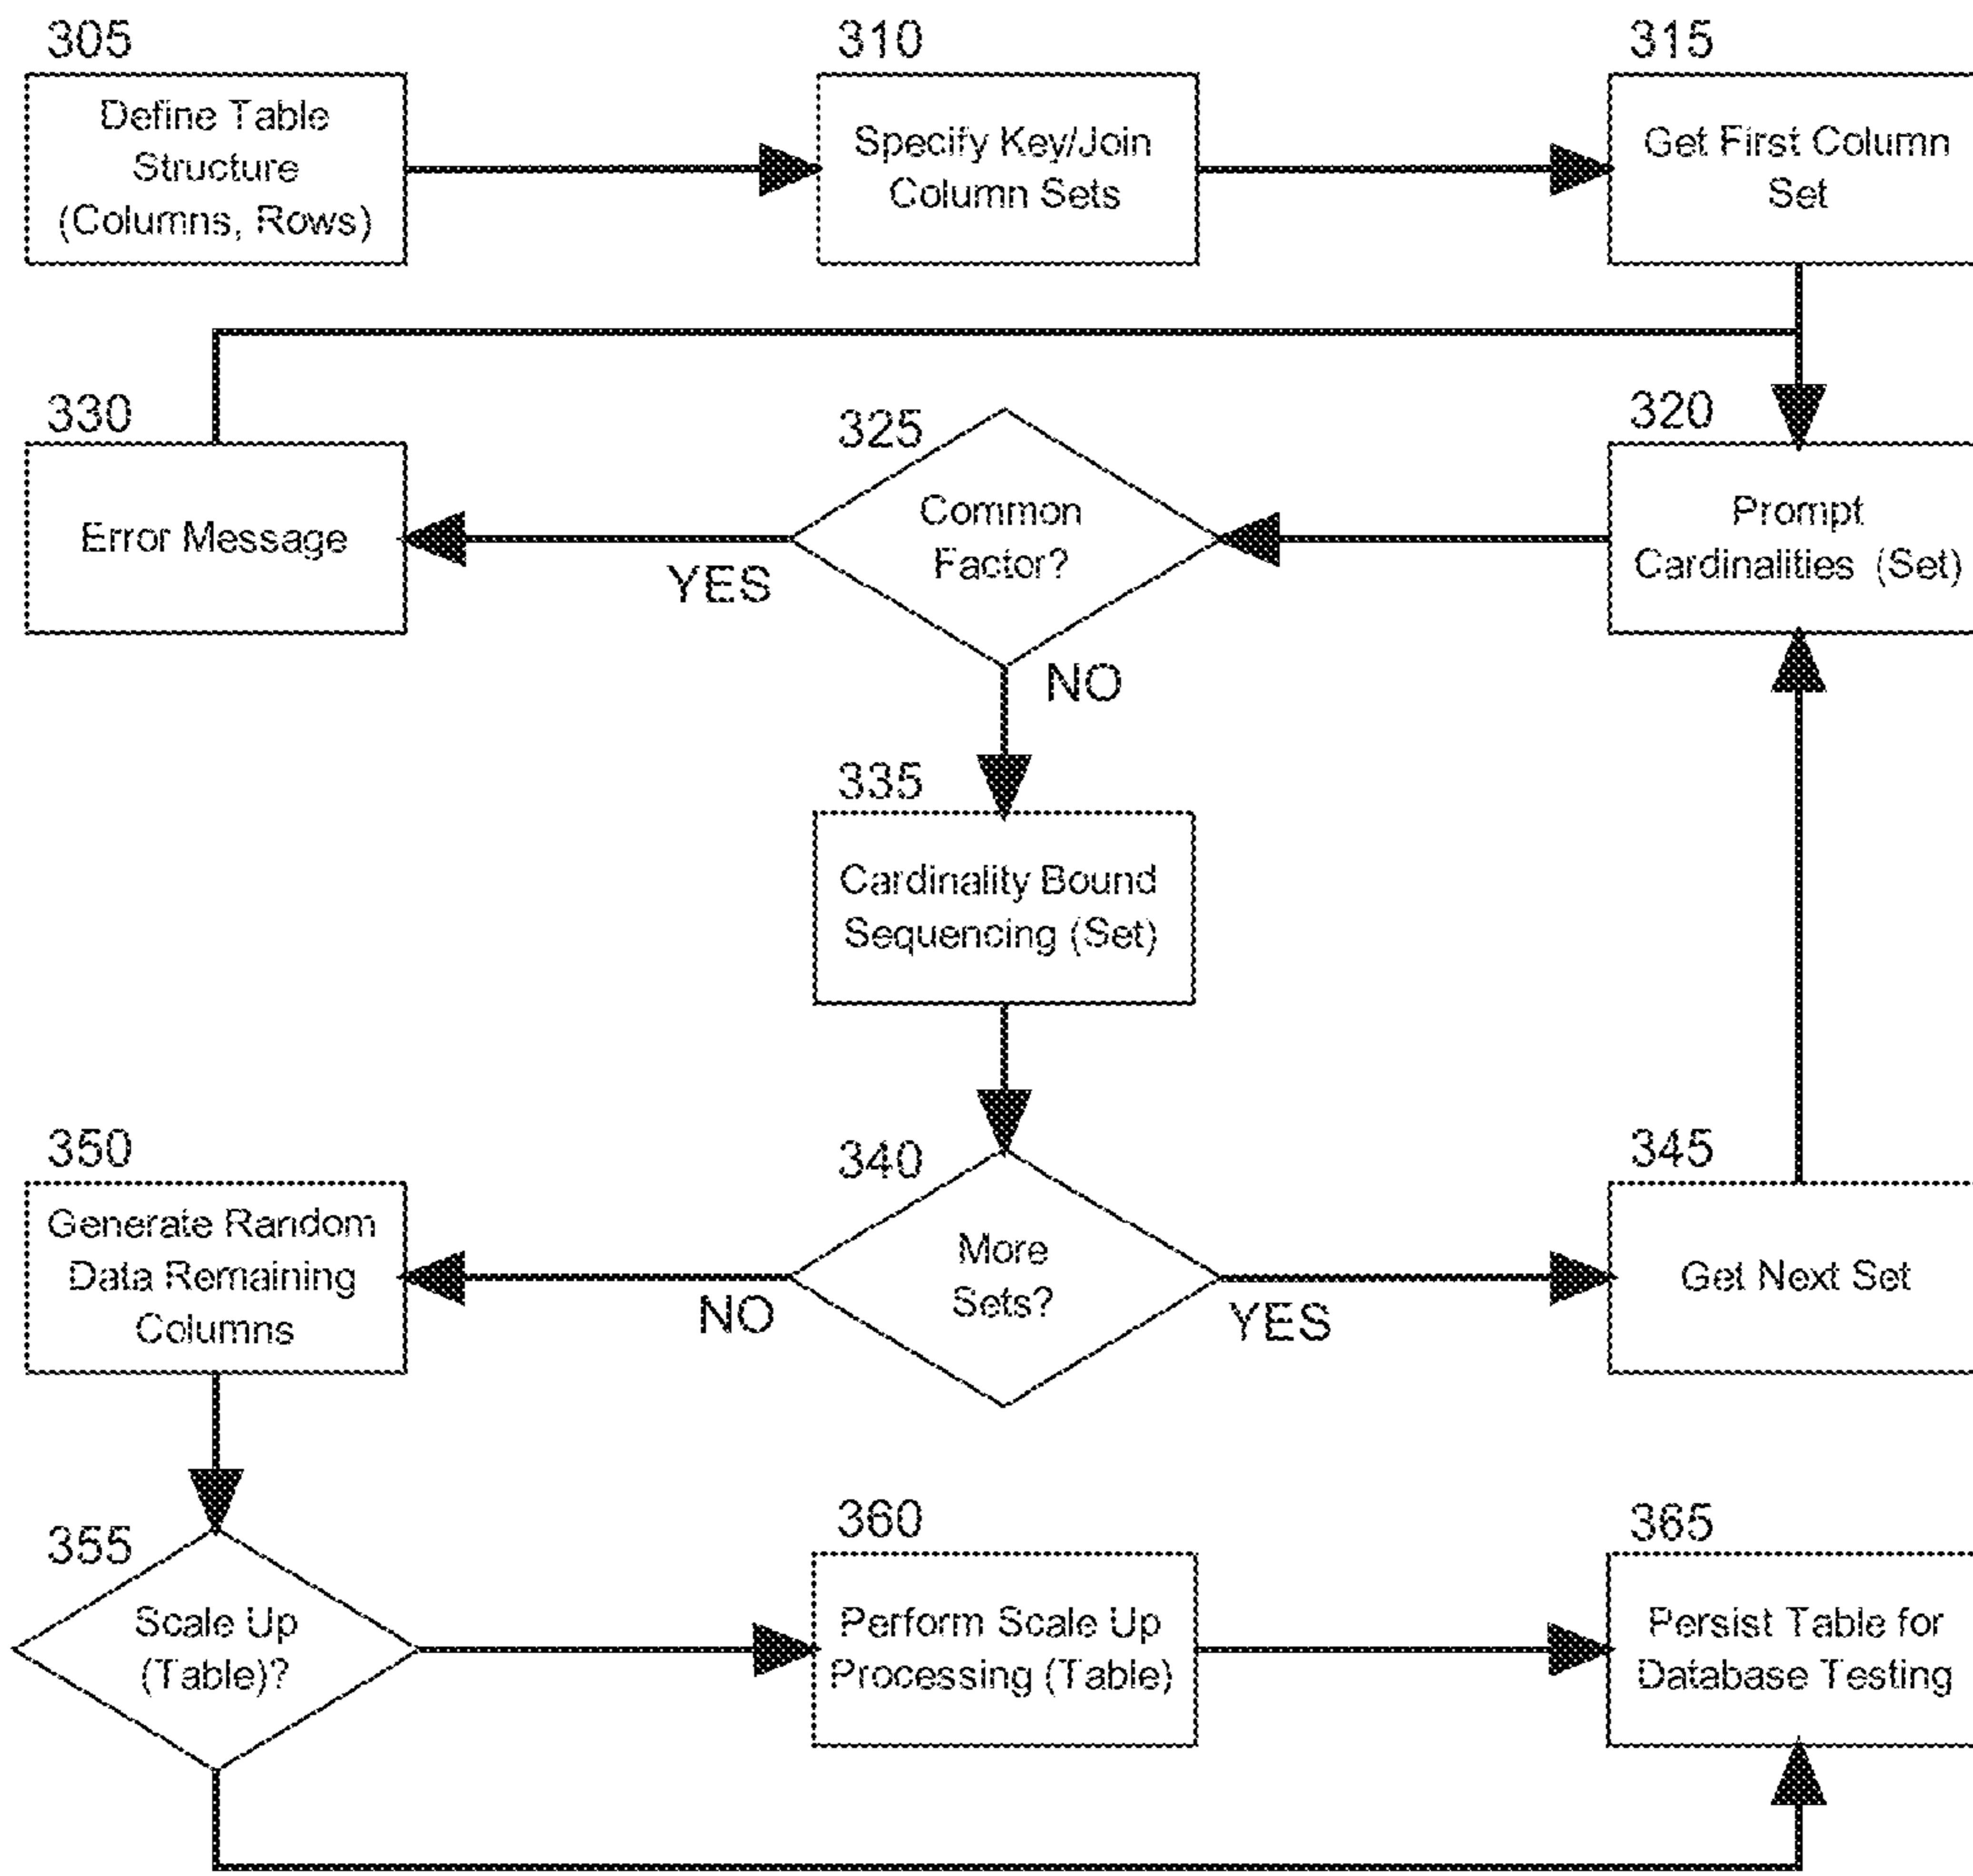 305
Define Table
Structure
(Columns, Rows)
310
Specify Key/Join
Column Sets
315
Get First Column
Set
330
Error Message
325
Common
Factor?
YES
NO
320
Prompt
Cardinalities (Set)
335
Cardinality Bound
Sequencing (Set)
350
Generate Random
Data Remaining
Columns
340
More
Sets?
NO
YES
345
Get Next Set
355
Scale Up
(Table)?
360
Perform Scale Up
Processing (Table)
365
Persist Table for
Database Testing